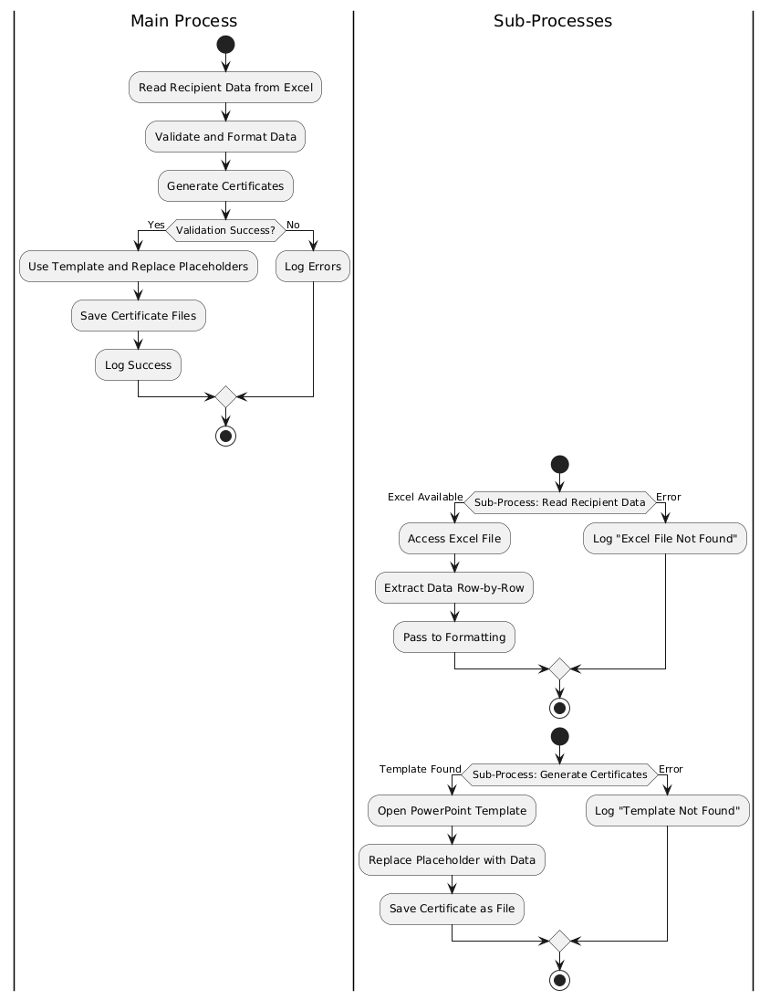 Main Process
Sub-Processes
Read Recipient Data from Excel
Validate and Format Data
Generate Certificates
Validation Success?
Yes
No
Use Template and Replace Placeholders
Log Errors
Save Certificate Files
Log Success
Sub-Process: Read Recipient Data
Excel Available
Error
Access Excel File
Log "Excel File Not Found"
Extract Data Row-by-Row
Pass to Formatting
Sub-Process: Generate Certificates
Template Found
Error
Open PowerPoint Template
Log "Template Not Found"
Replace Placeholder with Data
Save Certificate as File